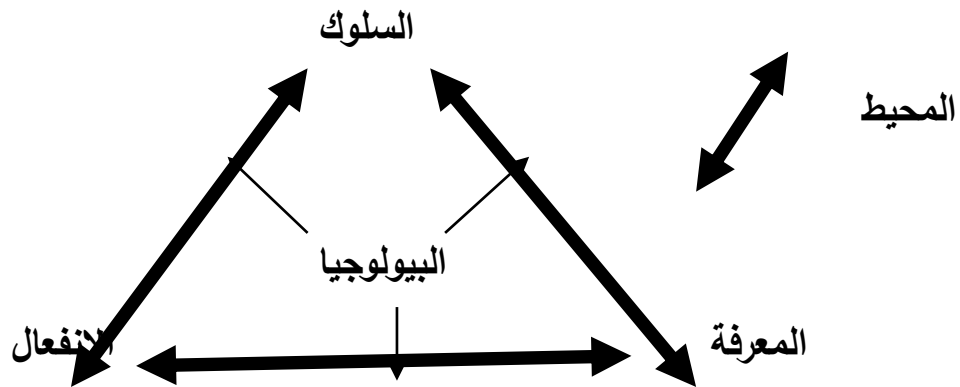 السلوك
المحيط
البيولوجيا
المعرفة
الانفعال